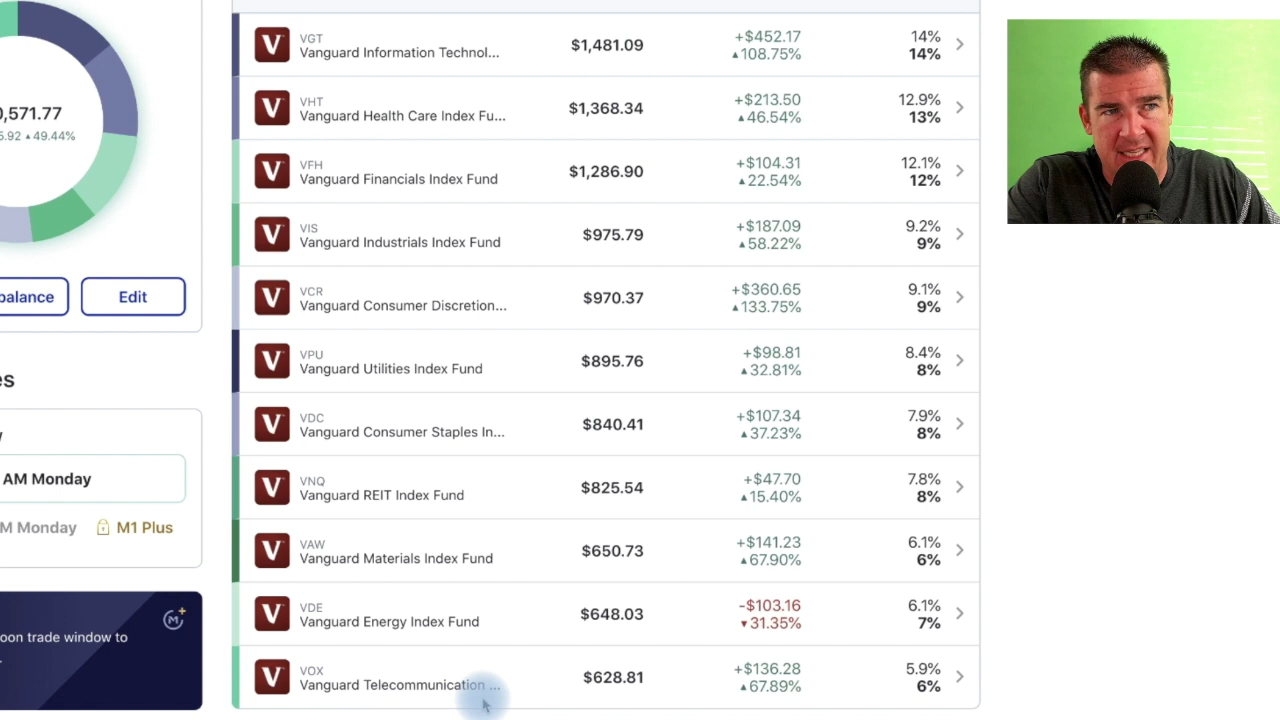 0,571.77
5.92 ▲49.44%
balance
Edit
es
AM Monday
M Monday
M1 Plus
M
oon trade window to
VGT
Vanguard Information Technol...
$1,481.09
+$452.17
▲108.75%
14%
14%
VHT
Vanguard Health Care Index Fu...
$1,368.34
+$213.50
▲46.54%
12.9%
13%
VFH
Vanguard Financials Index Fund
$1,286.90
+$104.31
▲22.54%
12.1%
12%
VIS
Vanguard Industrials Index Fund
$975.79
+$187.09
▲58.22%
9.2%
9%
VCR
Vanguard Consumer Discretion...
$970.37
+$360.65
▲133.75%
9.1%
9%
VPU
Vanguard Utilities Index Fund
$895.76
+$98.81
▲32.81%
8.4%
8%
VDC
Vanguard Consumer Staples In...
$840.41
+$107.34
▲37.23%
7.9%
8%
VNQ
Vanguard REIT Index Fund
$825.54
+$47.70
▲15.40%
7.8%
8%
VAW
Vanguard Materials Index Fund
$650.73
+$141.23
▲67.90%
6.1%
6%
VDE
Vanguard Energy Index Fund
$648.03
-$103.16
▼31.35%
6.1%
7%
VOX
Vanguard Telecommunication ...
$628.81
+$136.28
▲67.89%
5.9%
6%